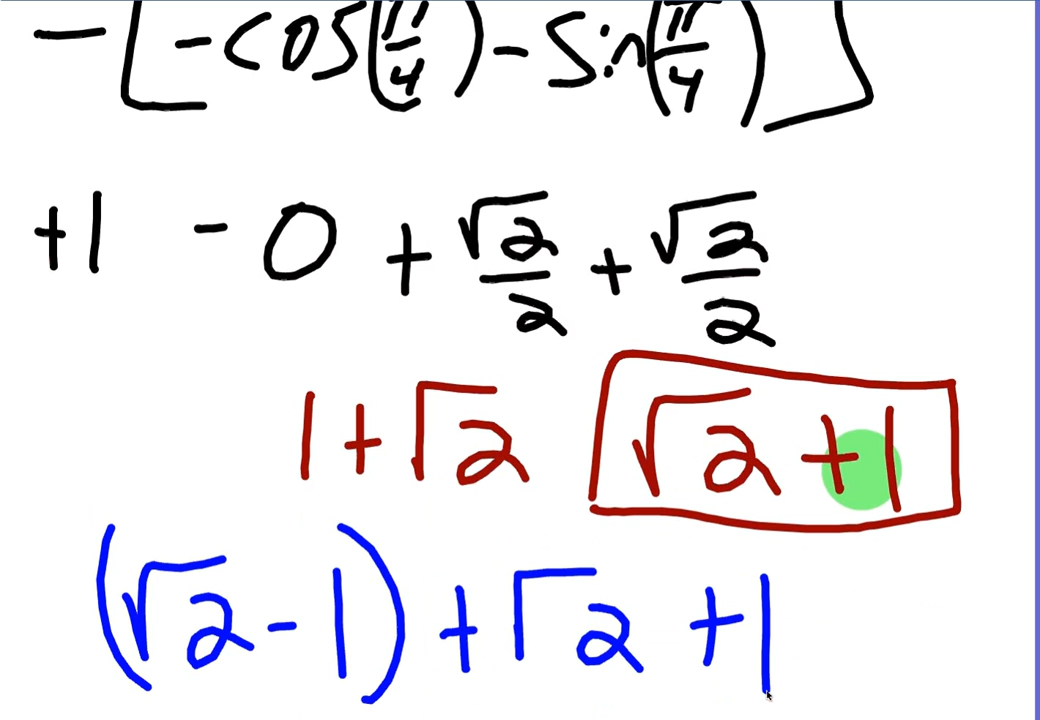 - [-cos(π/4) - sin(π/4)]
+1 - 0 + √2/2 + √2/2
1+√2 √2+1
(√2-1)+√2+1